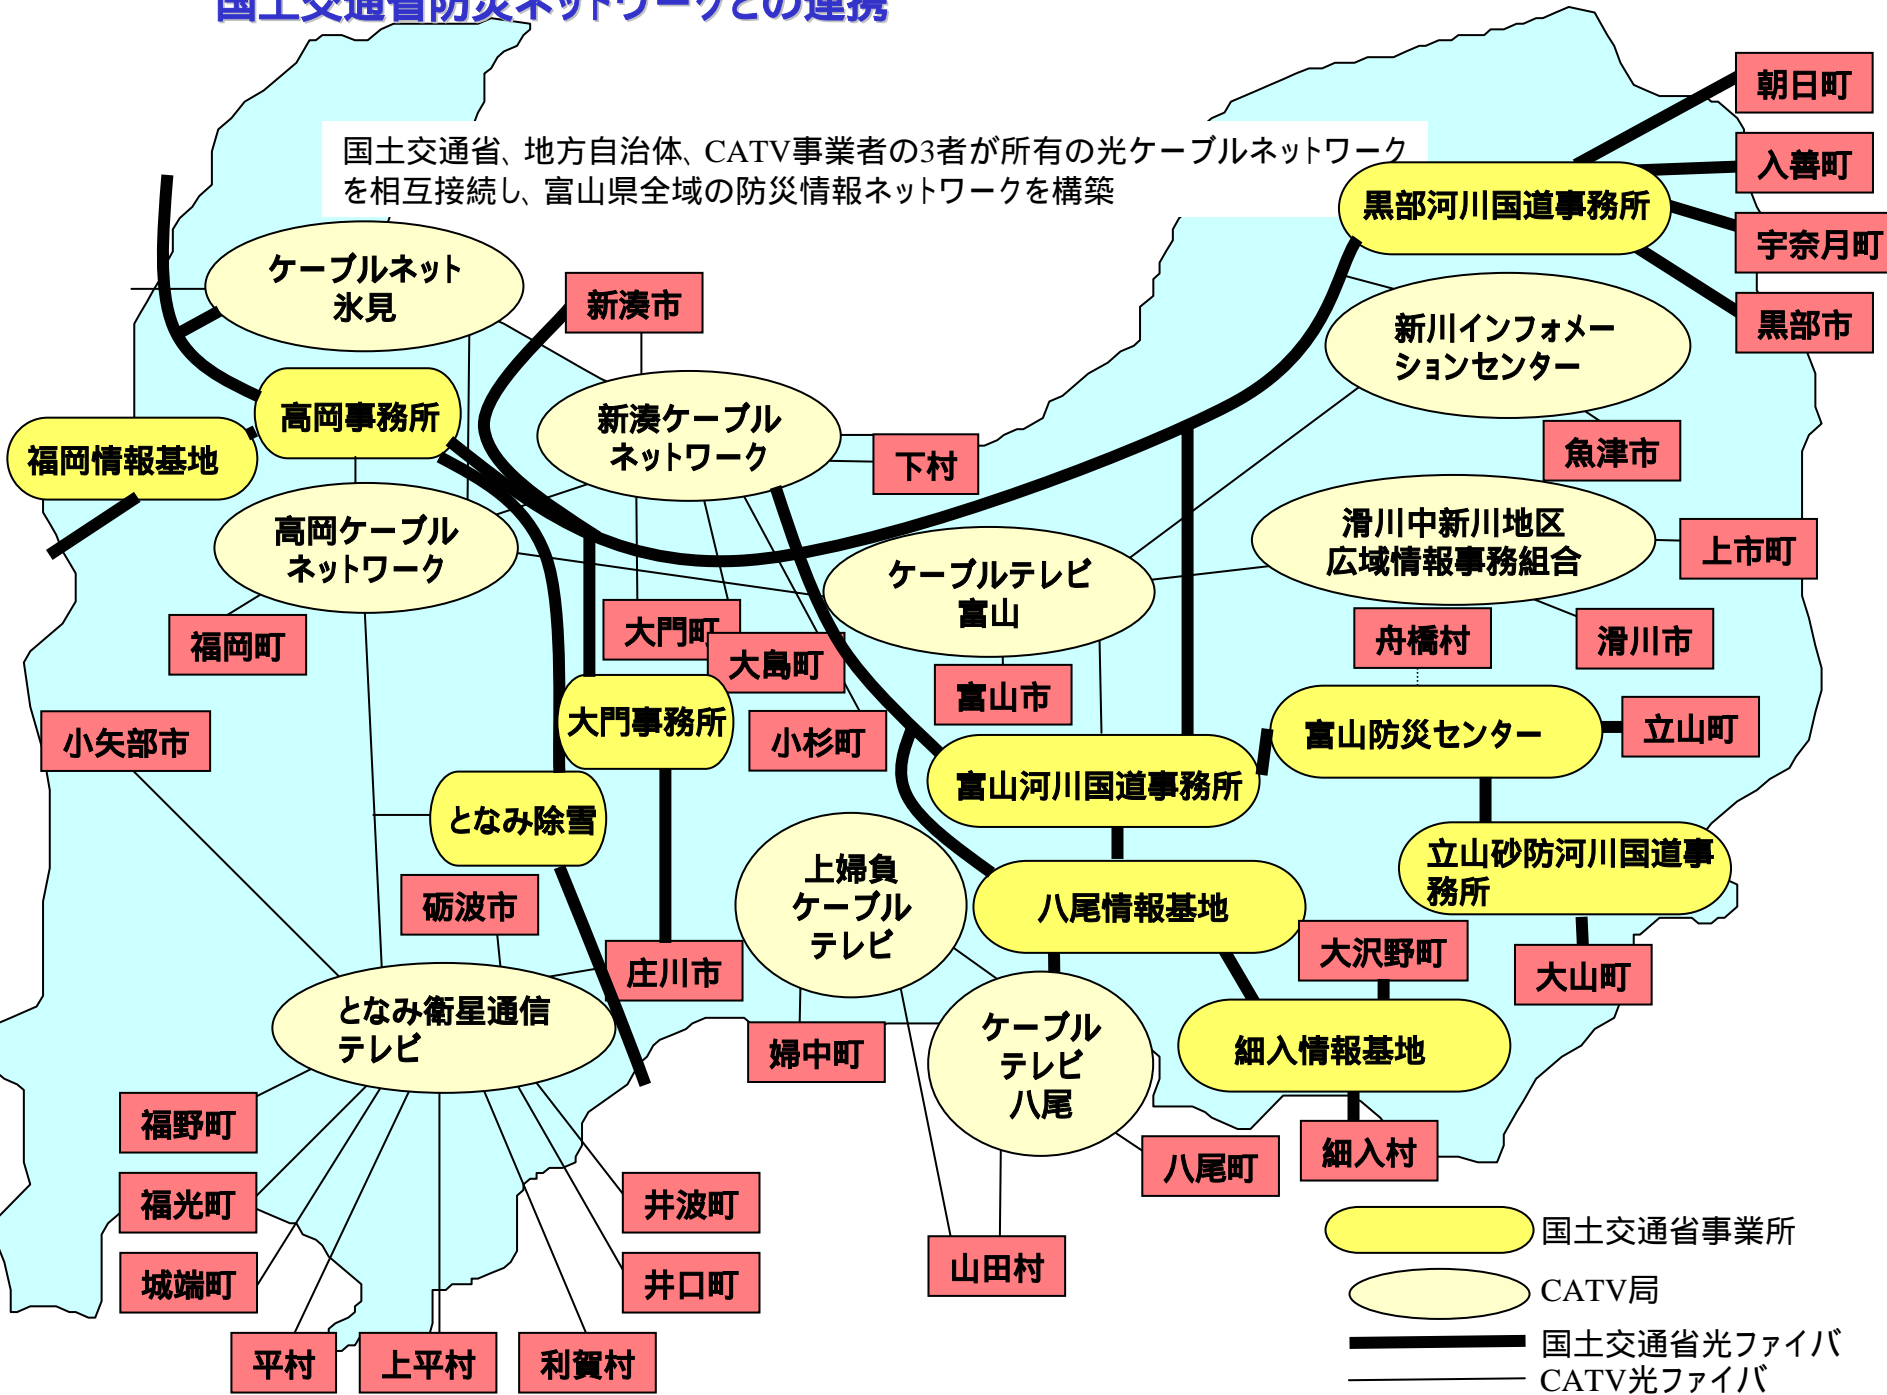 国土交通省防災ネットワークとの連携
国土交通省、地方自治体、CATV事業者の3者が所有の光ケーブルネットワーク
を相互接続し、富山県全域の防災情報ネットワークを構築
朝日町
入善町
黒部河川国道事務所
宇奈月町
黒部市
ケーブルネット
氷見
新湊市
新川インフォメー
ションセンター
高岡事務所
新湊ケーブル
ネットワーク
福岡情報基地
下村
魚津市
高岡ケーブル
ネットワーク
滑川中新川地区
広域情報事務組合
上市町
ケーブルテレビ
富山
福岡町
大門町
大島町
舟橋村
滑川市
富山市
小矢部市
大門事務所
小杉町
富山防災センター
立山町
富山河川国道事務所
となみ除雪
立山砂防河川国道事
務所
上婦負
ケーブル
テレビ
砺波市
八尾情報基地
大沢野町
庄川市
大山町
となみ衛星通信
テレビ
婦中町
ケーブル
テレビ
八尾
細入情報基地
福野町
八尾町
細入村
福光町
井波町
城端町
井口町
山田村
平村
上平村
利賀村
国土交通省事業所
CATV局
国土交通省光ファイバ
CATV光ファイバ